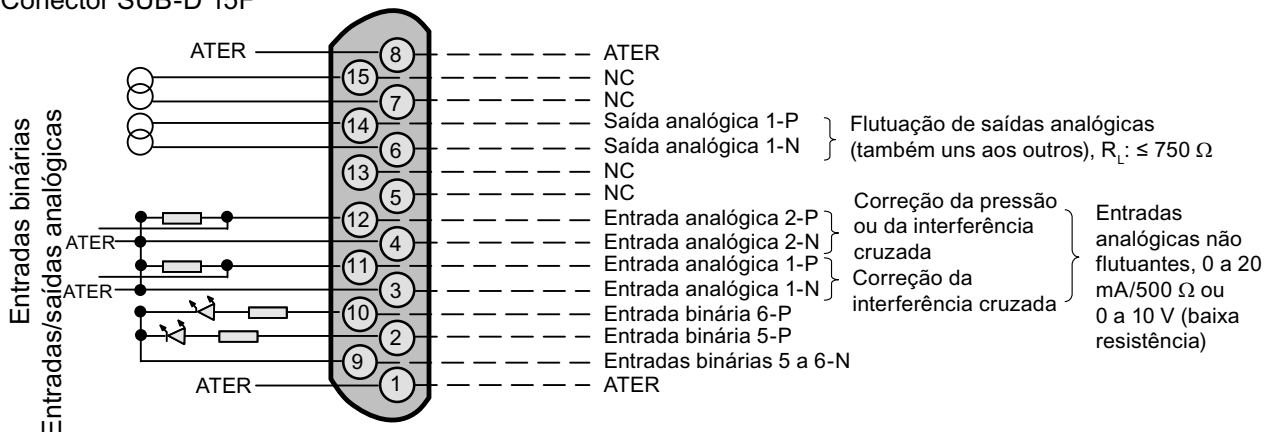 Conector SUB-D 15F
Entradas binárias
Entradas/saídas analógicas
ATER
8
ATER
15
NC
7
NC
14
Saída analógica 1-P
6
Saída analógica 1-N
Flutuação de saídas analógicas
(também uns aos outros), RL: ≤ 750 Ω
13
NC
5
NC
12
Entrada analógica 2-P
ATER
4
Entrada analógica 2-N
Correção da pressão
ou da interferência
cruzada
11
Entrada analógica 1-P
ATER
3
Entrada analógica 1-N
Correção da
interferência cruzada
Entradas
analógicas não
flutuantes, 0 a 20
mA/500 Ω ou
0 a 10 V (baixa
resistência)
10
Entrada binária 6-P
2
Entrada binária 5-P
9
Entradas binárias 5 a 6-N
ATER
1
ATER